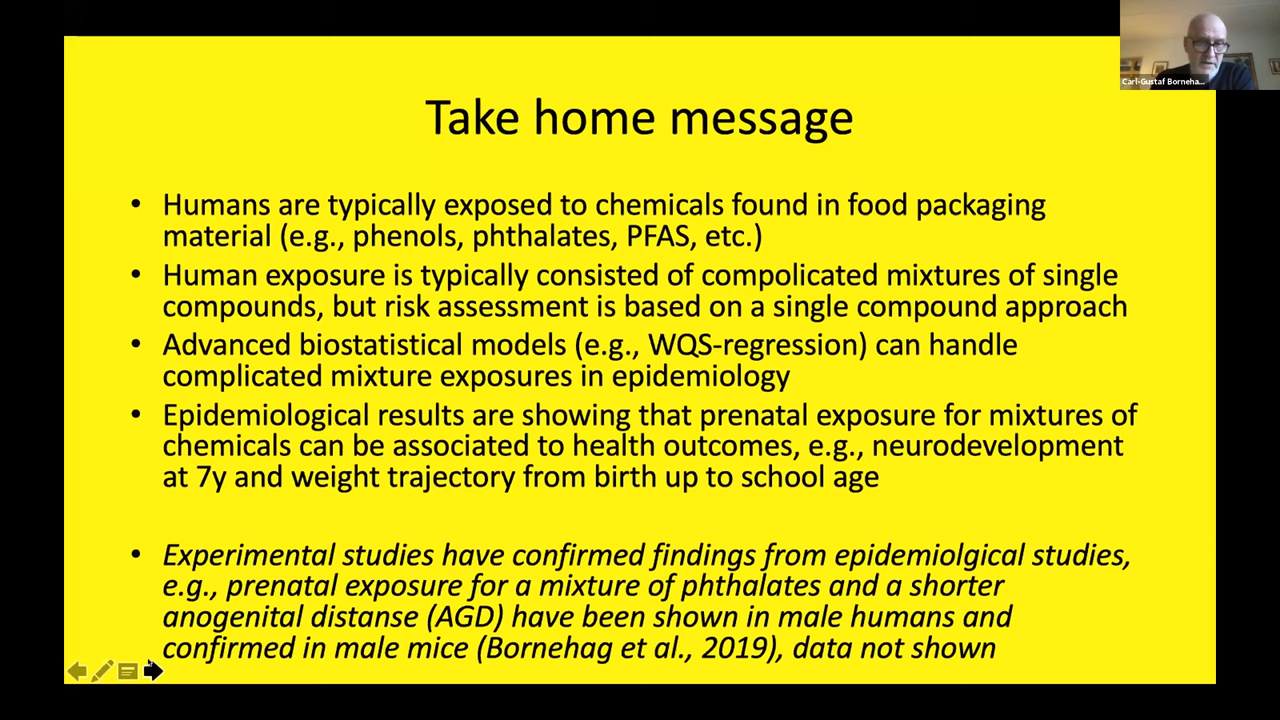 Carl-Gustaf Borneha...
Take home message
• Humans are typically exposed to chemicals found in food packaging
material (e.g., phenols, phthalates, PFAS, etc.)
• Human exposure is typically consisted of compolicated mixtures of single
compounds, but risk assessment is based on a single compound approach
• Advanced biostatistical models (e.g., WQS-regression) can handle
complicated mixture exposures in epidemiology
• Epidemiological results are showing that prenatal exposure for mixtures of
chemicals can be associated to health outcomes, e.g., neurodevelopment
at 7y and weight trajectory from birth up to school age
• Experimental studies have confirmed findings from epidemiolgical studies,
e.g., prenatal exposure for a mixture of phthalates and a shorter
anogenital distanse (AGD) have been shown in male humans and
confirmed in male mice (Bornehag et al., 2019), data not shown